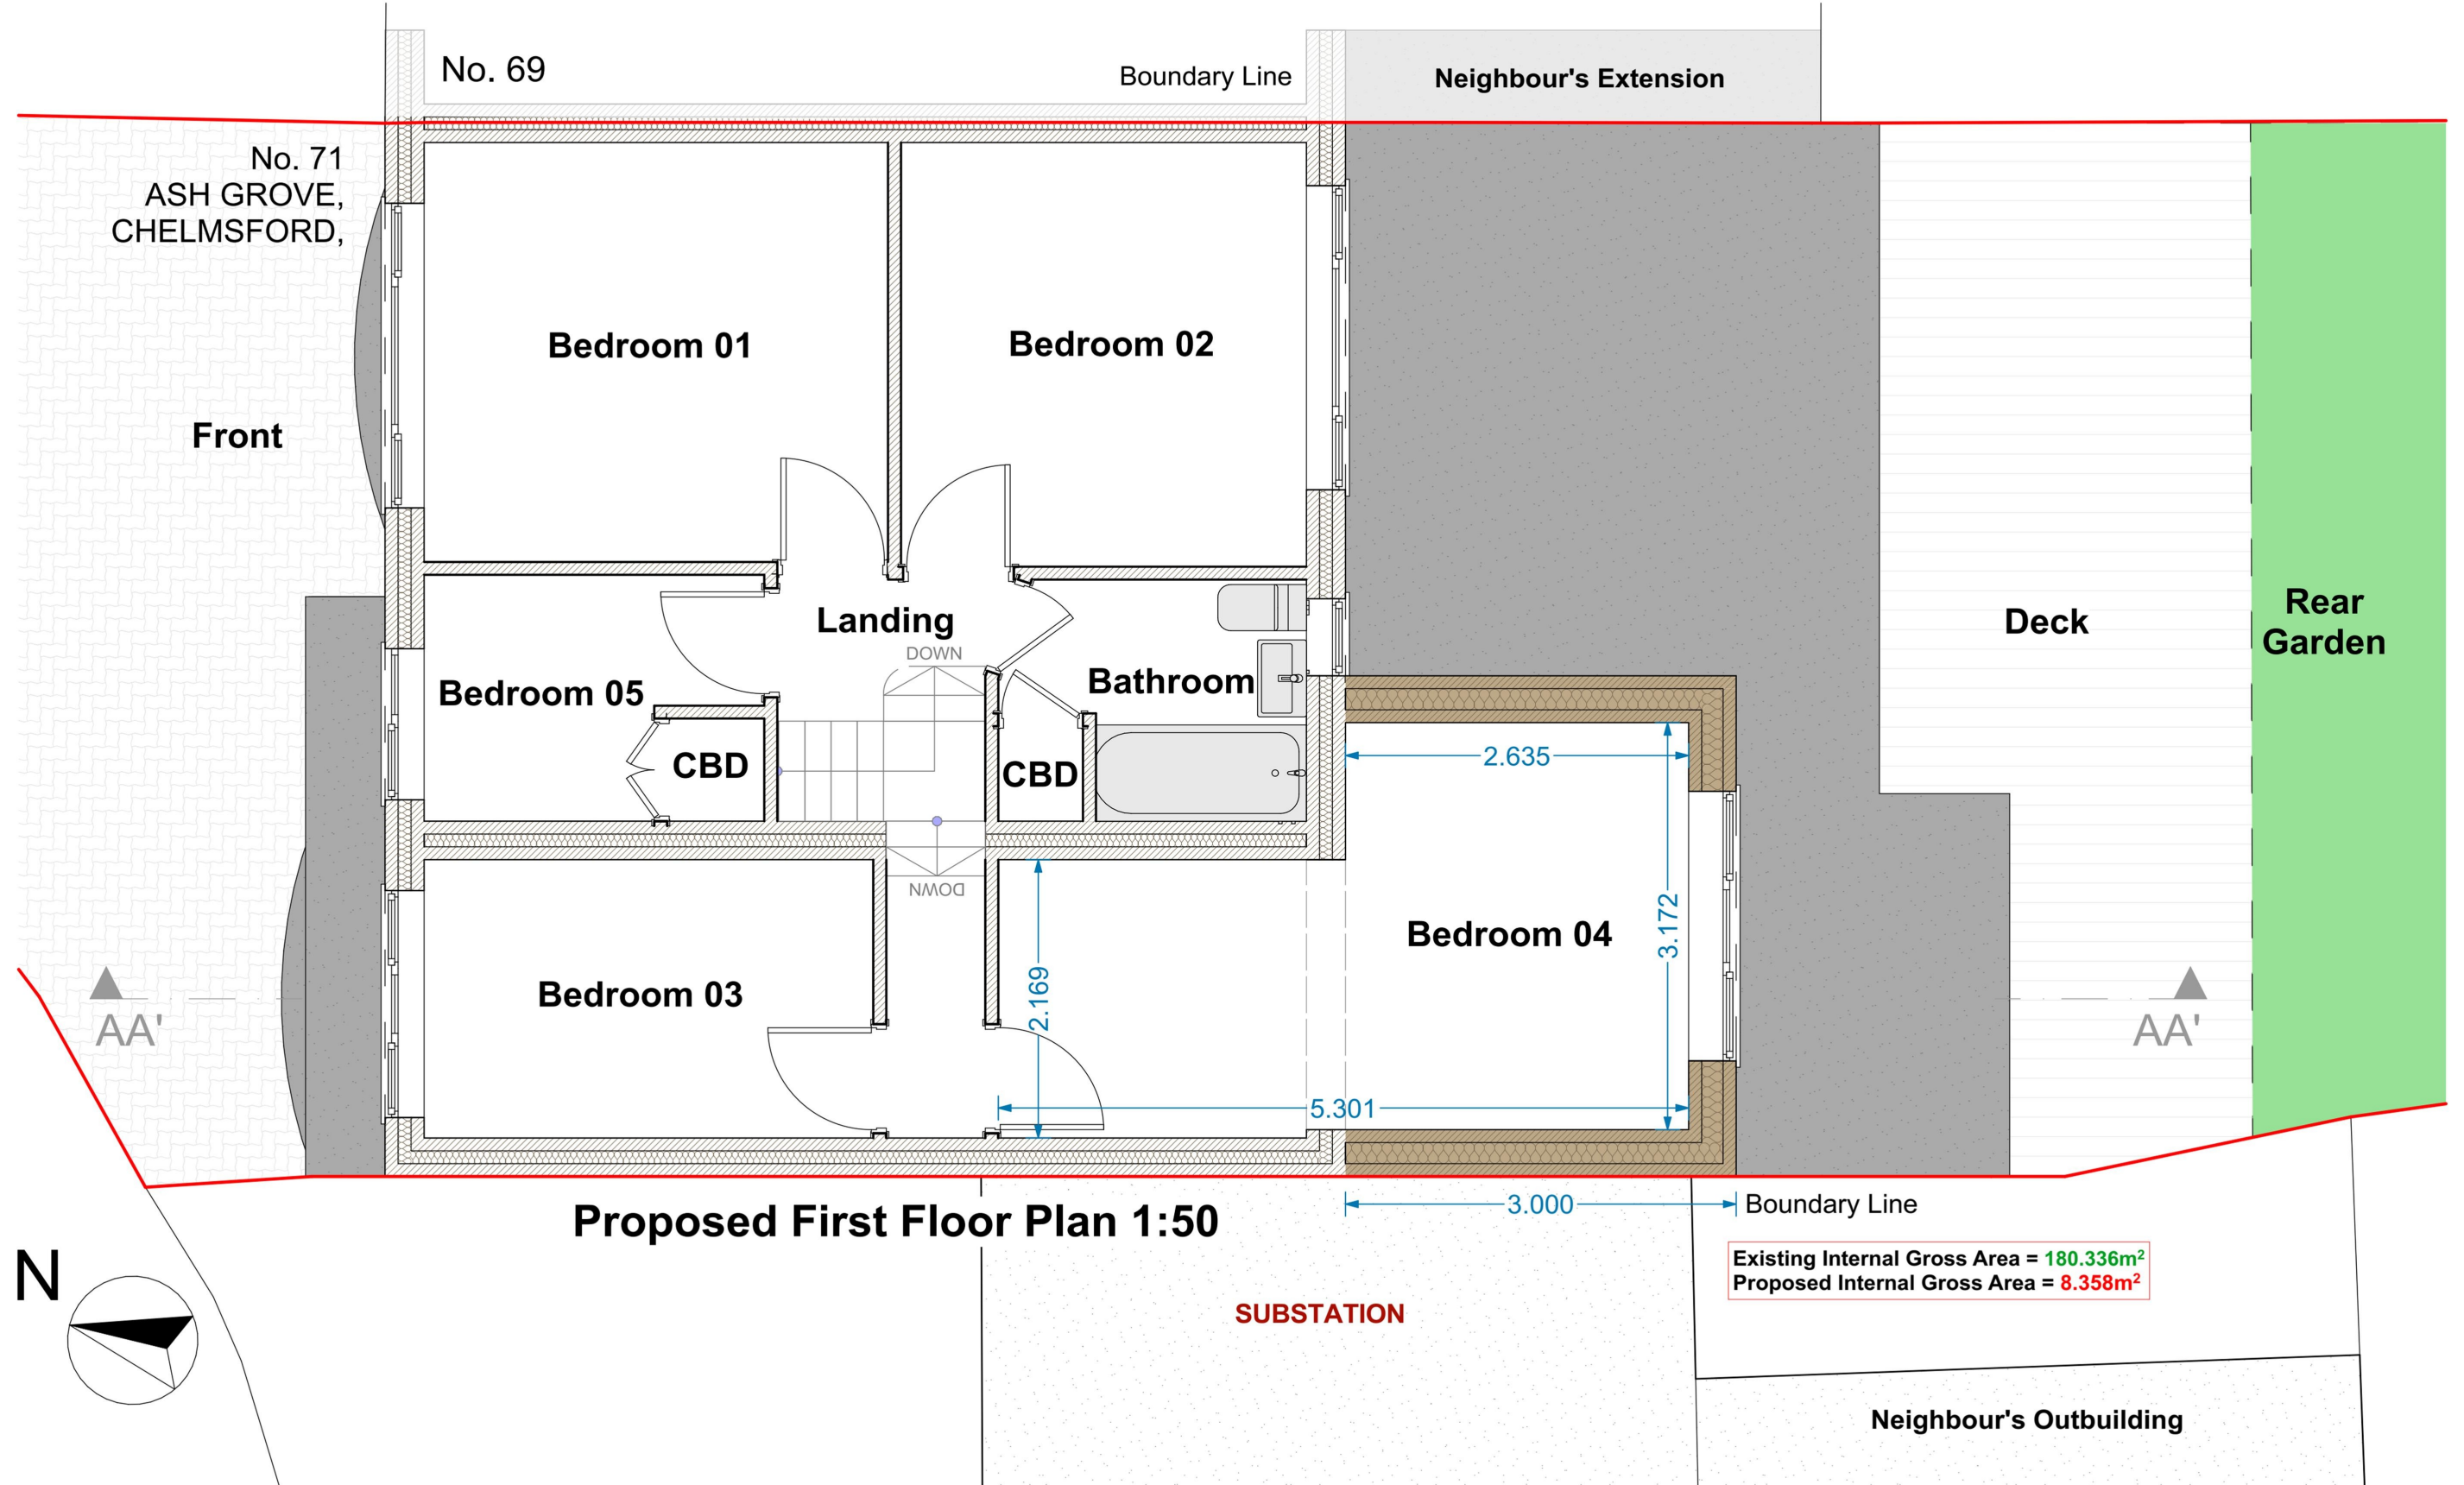 No. 69
Boundary Line
Neighbour's Extension
No. 71
ASH GROVE,
CHELMSFORD,
Bedroom 01
Bedroom 02
Front
Landing
DOWN
Bedroom 05
Bathroom
CBD
CBD
Deck
Rear
Garden
2.635
DOWN
Bedroom 03
2.169
Bedroom 04
3.172
AA'
AA'
5.301
Proposed First Floor Plan 1:50
3.000
Boundary Line
N
Existing Internal Gross Area = 180.336m²
Proposed Internal Gross Area = 8.358m²
SUBSTATION
Neighbour's Outbuilding